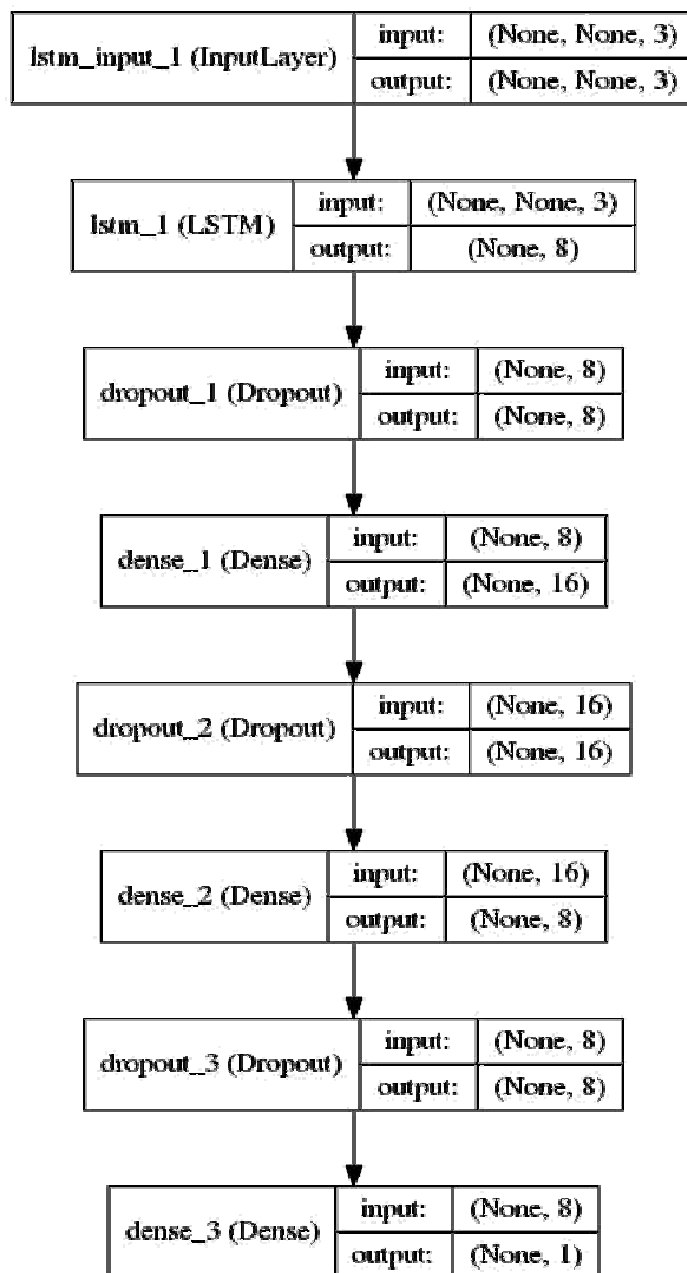 lstm_input_1 (InputLayer)
input: (None, None, 3)
output: (None, None, 3)
lstm_1 (LSTM)
input: (None, None, 3)
output: (None, 8)
dropout_1 (Dropout)
input: (None, 8)
output: (None, 8)
dense_1 (Dense)
input: (None, 8)
output: (None, 16)
dropout_2 (Dropout)
input: (None, 16)
output: (None, 16)
dense_2 (Dense)
input: (None, 16)
output: (None, 8)
dropout_3 (Dropout)
input: (None, 8)
output: (None, 8)
dense_3 (Dense)
input: (None, 8)
output: (None, 1)